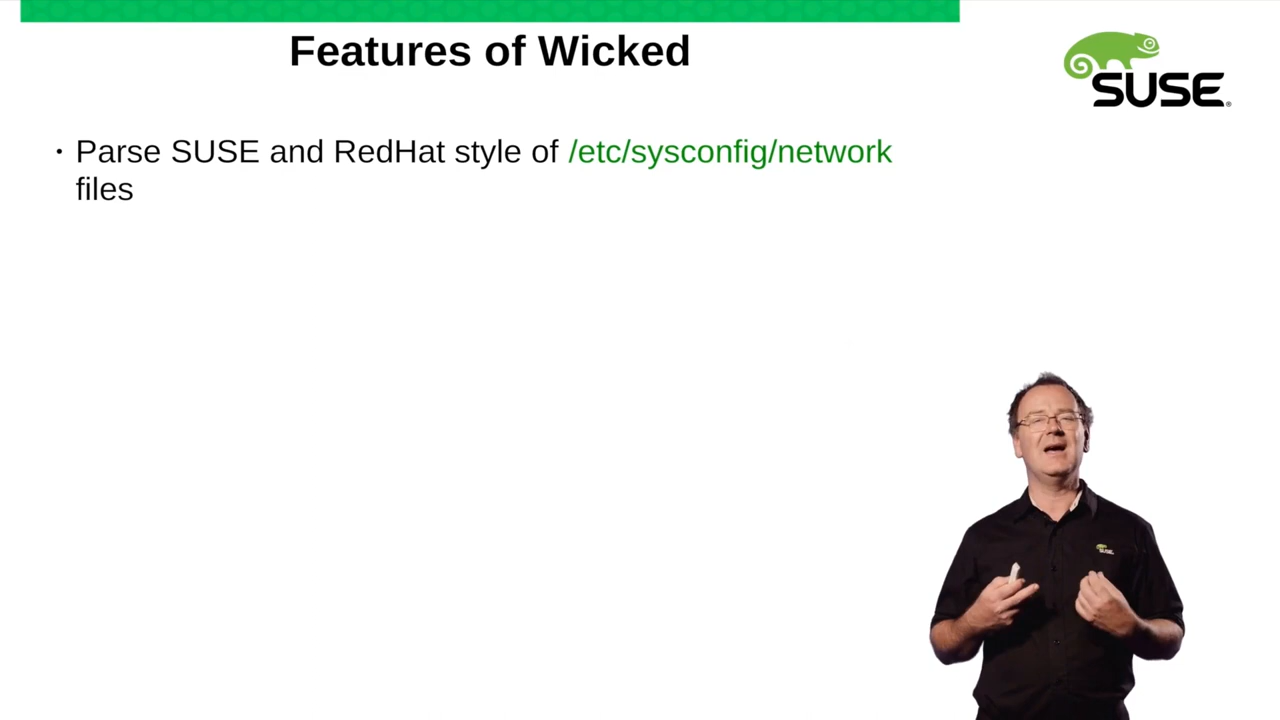 Features of Wicked
SUSE
• Parse SUSE and RedHat style of /etc/sysconfig/network
files